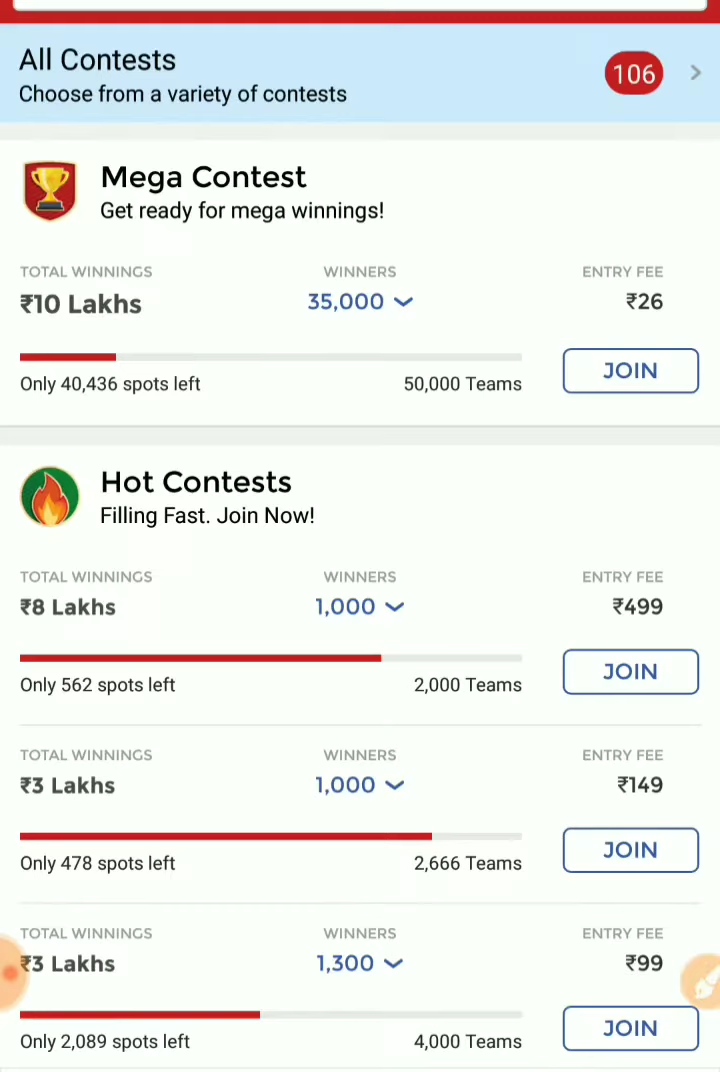 All Contests
Choose from a variety of contests
106
Mega Contest
Get ready for mega winnings!
TOTAL WINNINGS WINNERS ENTRY FEE
₹10 Lakhs 35,000 ₹26
JOIN
Only 40,436 spots left 50,000 Teams
Hot Contests
Filling Fast. Join Now!
TOTAL WINNINGS WINNERS ENTRY FEE
₹8 Lakhs 1,000 ₹499
JOIN
Only 562 spots left 2,000 Teams
TOTAL WINNINGS WINNERS ENTRY FEE
₹3 Lakhs 1,000 ₹149
JOIN
Only 478 spots left 2,666 Teams
TOTAL WINNINGS WINNERS ENTRY FEE
₹3 Lakhs 1,300 ₹99
JOIN
Only 2,089 spots left 4,000 Teams